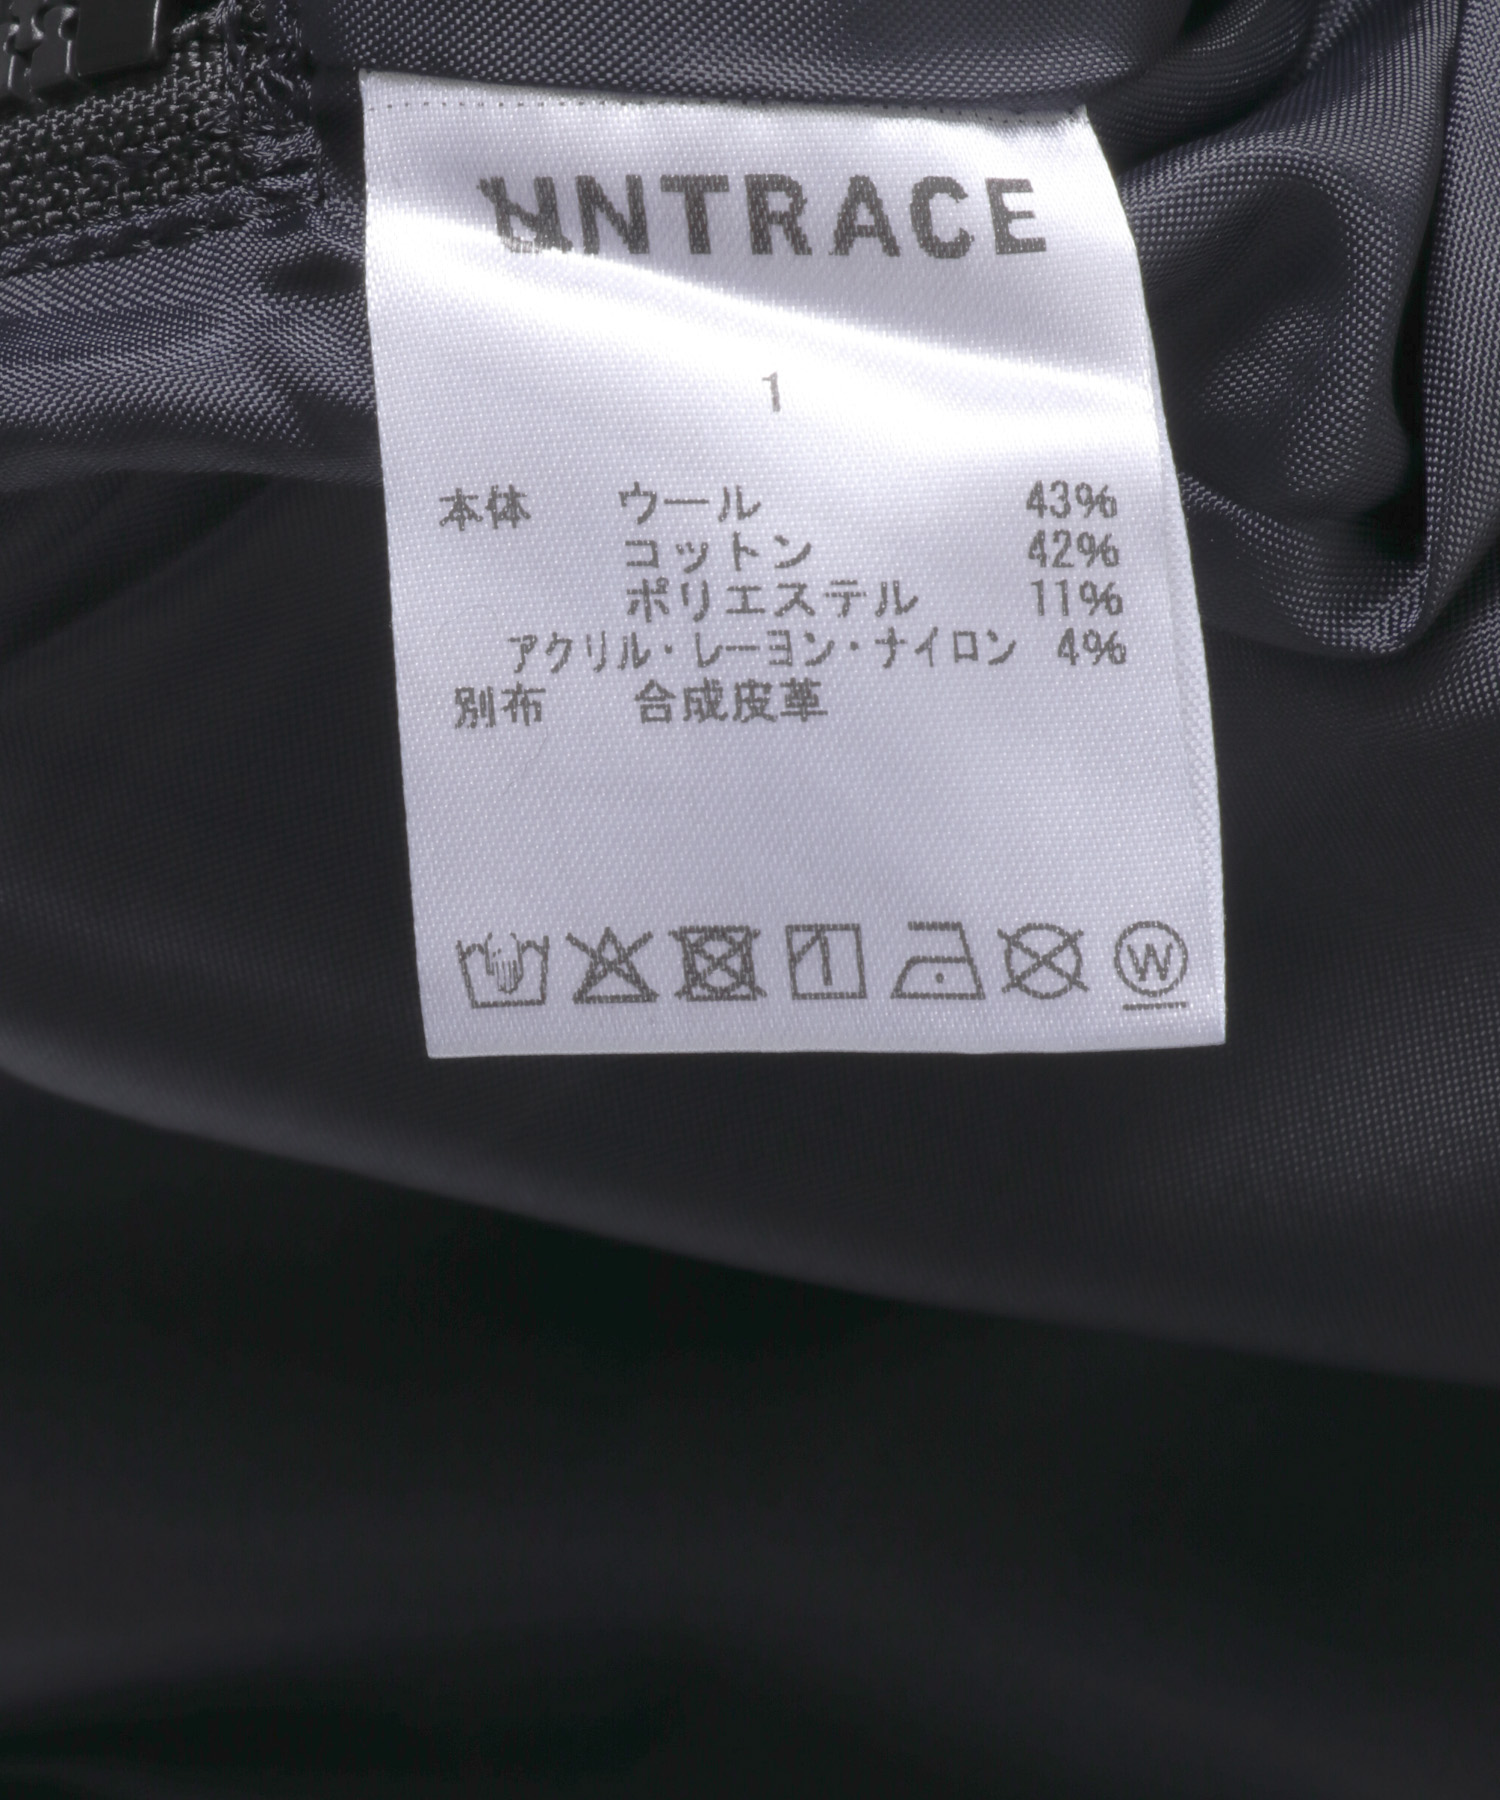 UNTRACE
1
本体 ウール 43%
コットン 42%
ポリエステル 11%
アクリル・レーヨン・ナイロン 4%
別布 合成皮革
W